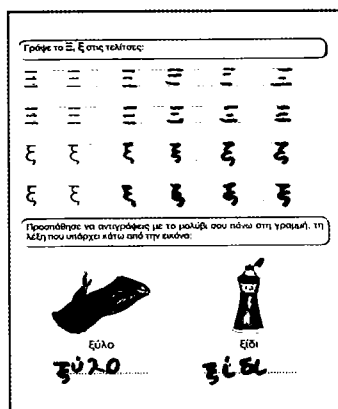 Γράψε το Ξ, ξ στις τελίτσες:
Ξ Ξ Ξ Ξ Ξ Ξ
Ξ Ξ Ξ Ξ Ξ Ξ
ξ ξ ξ ξ ξ ξ
ξ ξ ξ ξ ξ ξ
Προσπάθησε να αντιγράψεις με το μολύβι σου πάνω στη γραμμή, τη
λέξη που υπάρχει κάτω από την εικόνα:
ξύλο ξίδι
ξύλο ξίδι